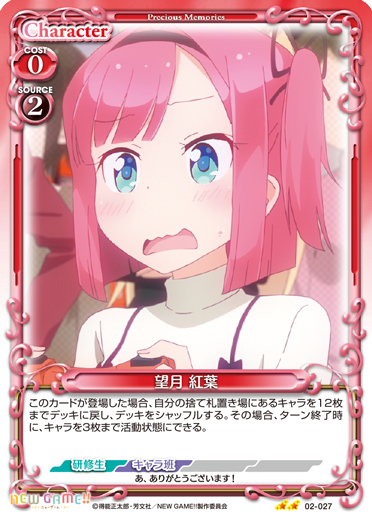 Precious Memories
Character
COST
0
SOURCE
2
望月 紅葉
このカードが登場した場合、自分の捨て札置き場にあるキャラを12枚
までデッキに戻し、デッキをシャッフルする。その場合、ターン終了時
に、キャラを3枚まで活動状態にできる。
研修生 キャラ班
あ、ありがとうございます!
NEW GAME!!
©得能正太郎・芳文社/NEW GAME!!製作委員会
02-027